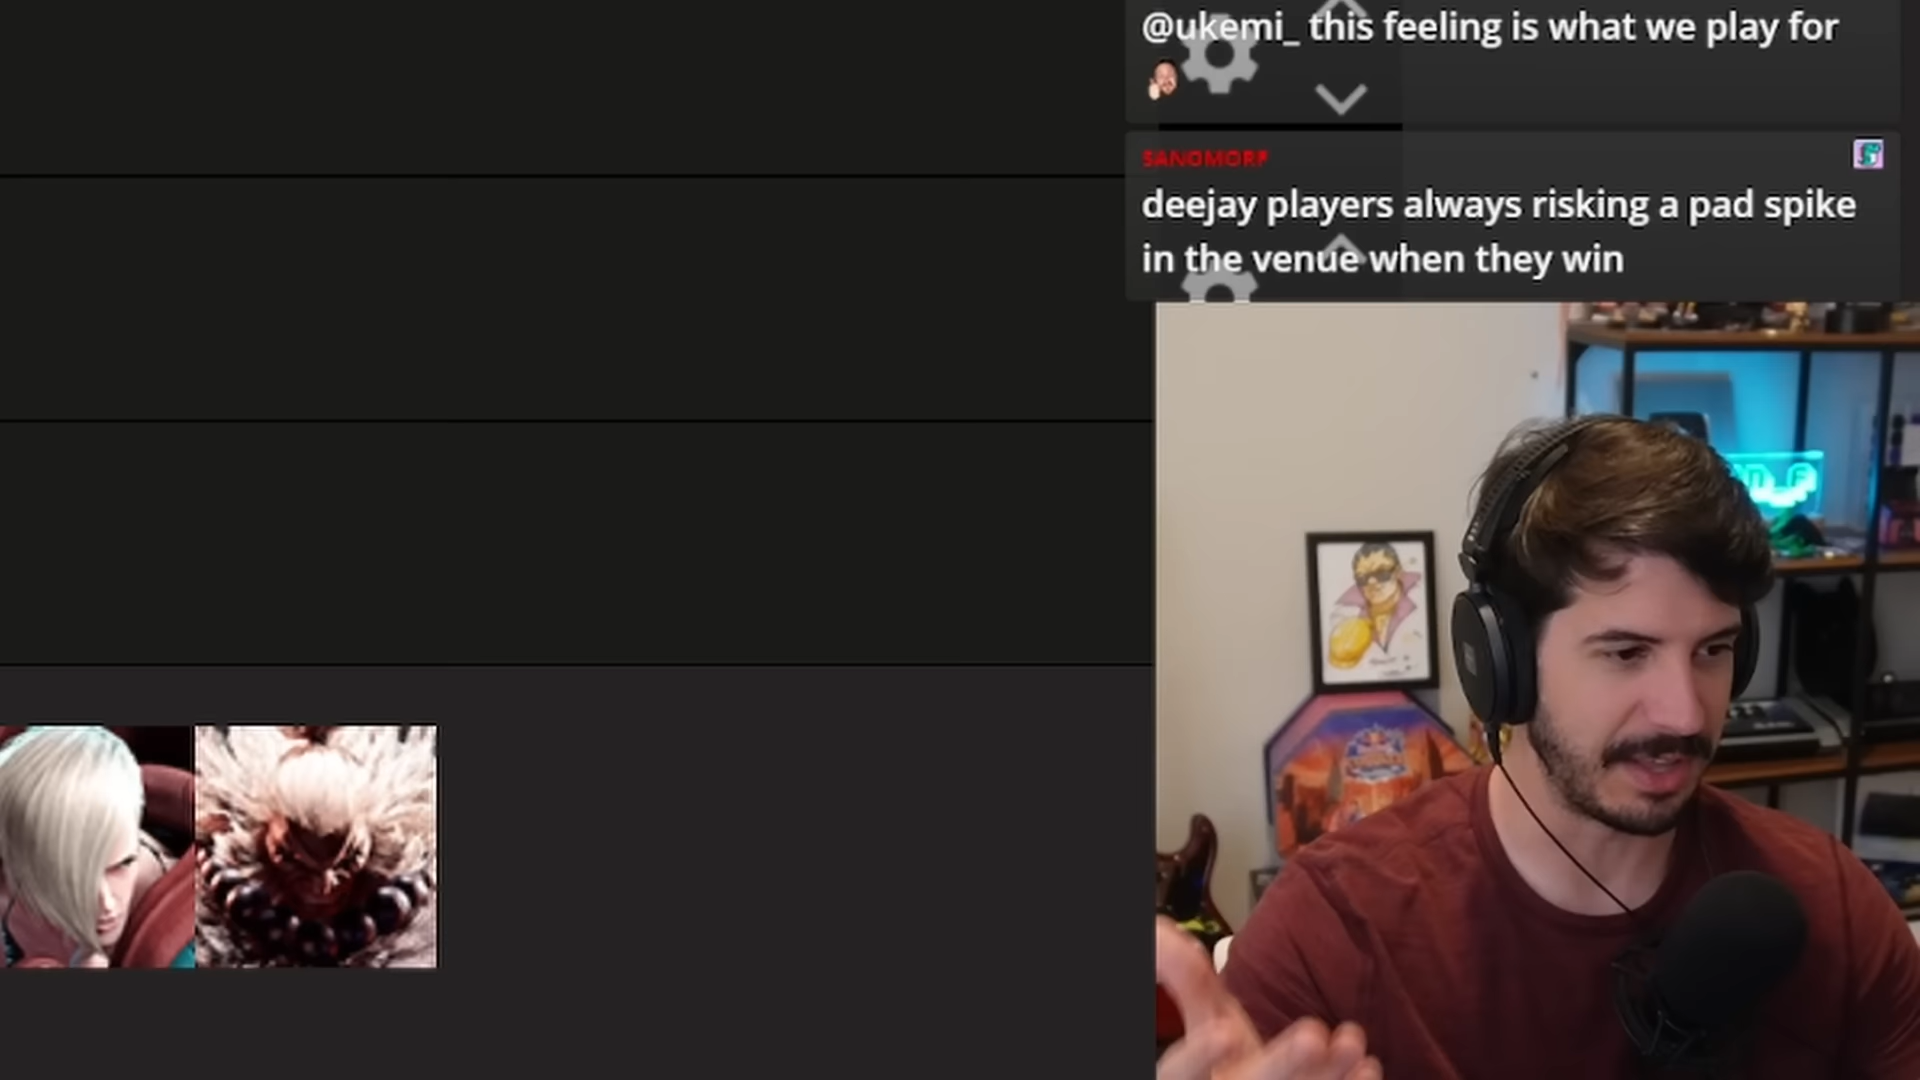 @ukemi_ this feeling is what we play for
SANOMORF
deejay players always risking a pad spike
in the venue when they win